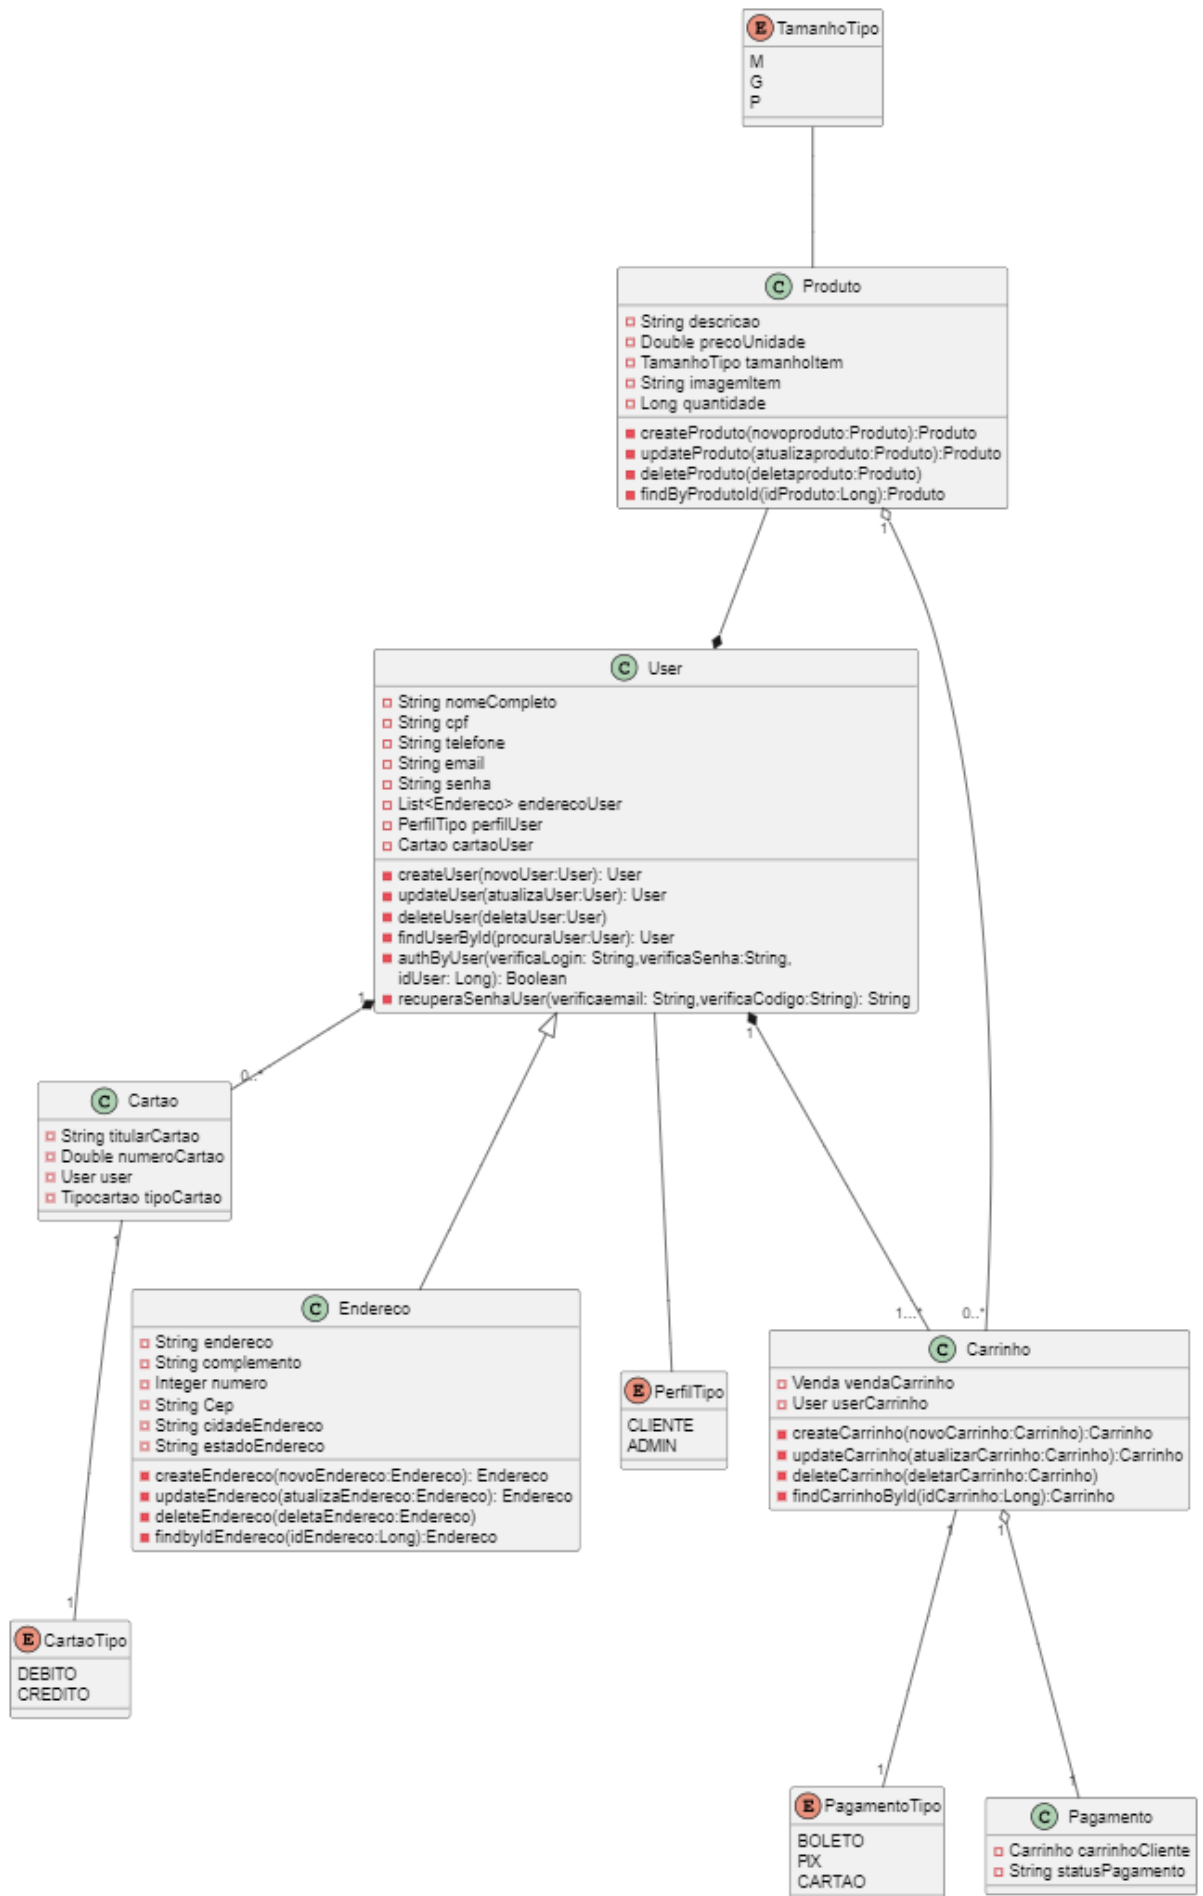 E TamanhoTipo
M
G
P
C Produto
String descricao
Double precoUnidade
TamanhoTipo tamanhoItem
String imagemItem
Long quantidade
createProduto(novoproduto:Produto):Produto
updateProduto(atualizaproduto:Produto):Produto
deleteProduto(deletaproduto:Produto)
findByProdutoId(idProduto:Long):Produto
1
C User
String nomeCompleto
String cpf
String telefone
String email
String senha
List<Endereco> enderecoUser
PerfilTipo perfilUser
Cartao cartaoUser
createUser(novoUser:User): User
updateUser(atualizaUser:User): User
deleteUser(deletaUser:User)
findUserById(procuraUser:User): User
authByUser(verificaLogin: String,verificaSenha:String,
idUser: Long): Boolean
recuperaSenhaUser(verificaemail: String,verificaCodigo:String): String
1
1
0..*
C Cartao
String titularCartao
Double numeroCartao
User user
Tipocartao tipoCartao
1
C Endereco
String endereco
String complemento
Integer numero
String Cep
String cidadeEndereco
String estadoEndereco
createEndereco(novoEndereco:Endereco): Endereco
updateEndereco(atualizaEndereco:Endereco): Endereco
deleteEndereco(deletaEndereco:Endereco)
findbyIdEndereco(idEndereco:Long):Endereco
E PerfilTipo
CLIENTE
ADMIN
1...*
0..*
C Carrinho
Venda vendaCarrinho
User userCarrinho
createCarrinho(novoCarrinho:Carrinho):Carrinho
updateCarrinho(atualizarCarrinho:Carrinho):Carrinho
deleteCarrinho(deletarCarrinho:Carrinho)
findCarrinhoById(idCarrinho:Long):Carrinho
1
1
1
E CartaoTipo
DEBITO
CREDITO
1
1
E PagamentoTipo
BOLETO
PIX
CARTAO
C Pagamento
Carrinho carrinhoCliente
String statusPagamento